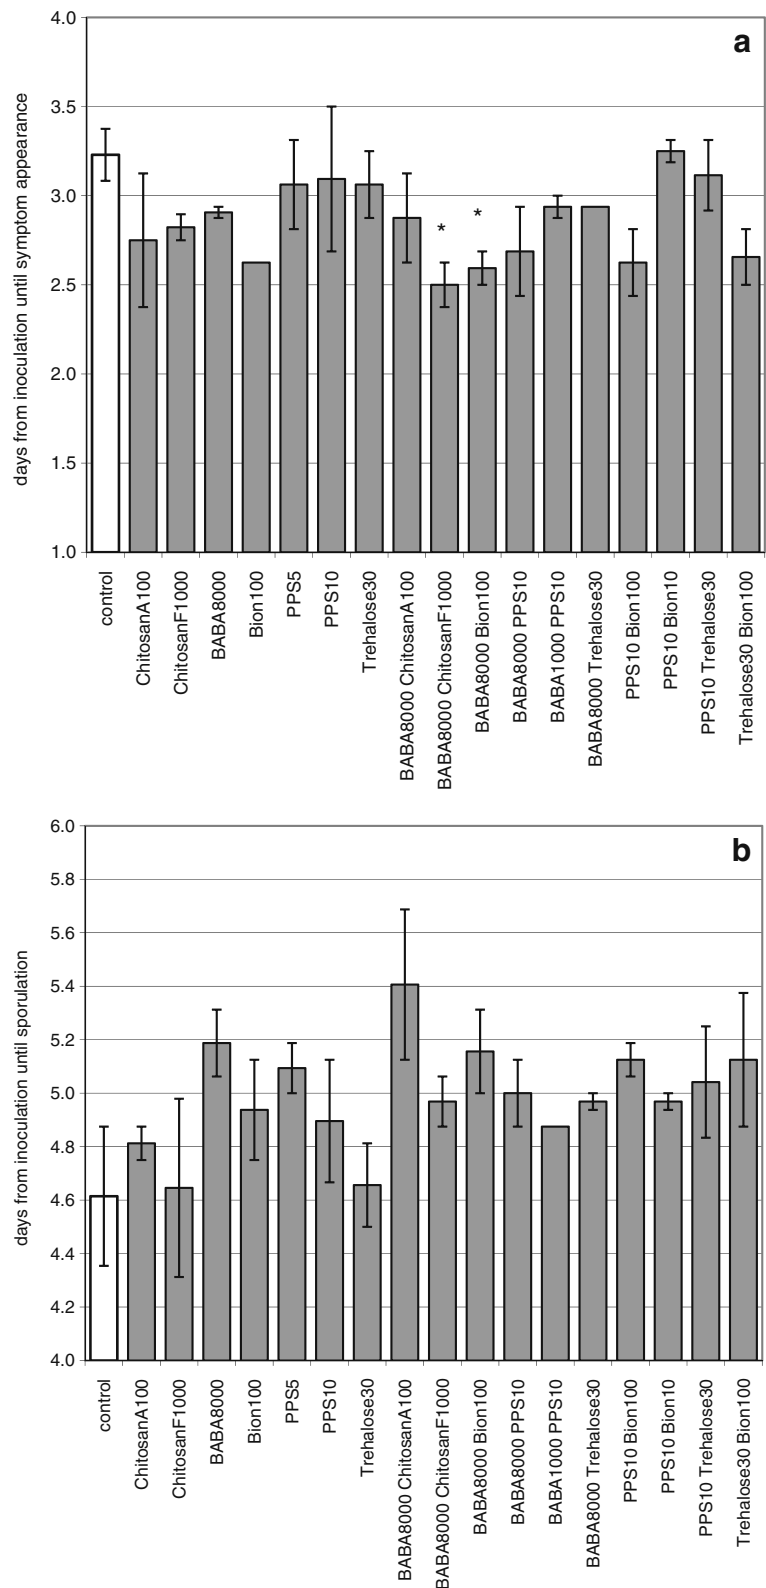 a
days from inoculation until symptom appearance
4.0
3.5
3.0
2.5
2.0
1.5
1.0
*
*
control
ChitosanA100
ChitosanF1000
BABA8000
Bion100
PPS5
PPS10
Trehalose30
BABA8000 ChitosanA100
BABA8000 ChitosanF1000
BABA8000 Bion100
BABA8000 PPS10
BABA1000 PPS10
BABA8000 Trehalose30
PPS10 Bion100
PPS10 Bion10
PPS10 Trehalose30
Trehalose30 Bion100
b
days from inoculation until sporulation
6.0
5.8
5.6
5.4
5.2
5.0
4.8
4.6
4.4
4.2
4.0
control
ChitosanA100
ChitosanF1000
BABA8000
Bion100
PPS5
PPS10
Trehalose30
BABA8000 ChitosanA100
BABA8000 ChitosanF1000
BABA8000 Bion100
BABA8000 PPS10
BABA1000 PPS10
BABA8000 Trehalose30
PPS10 Bion100
PPS10 Bion10
PPS10 Trehalose30
Trehalose30 Bion100